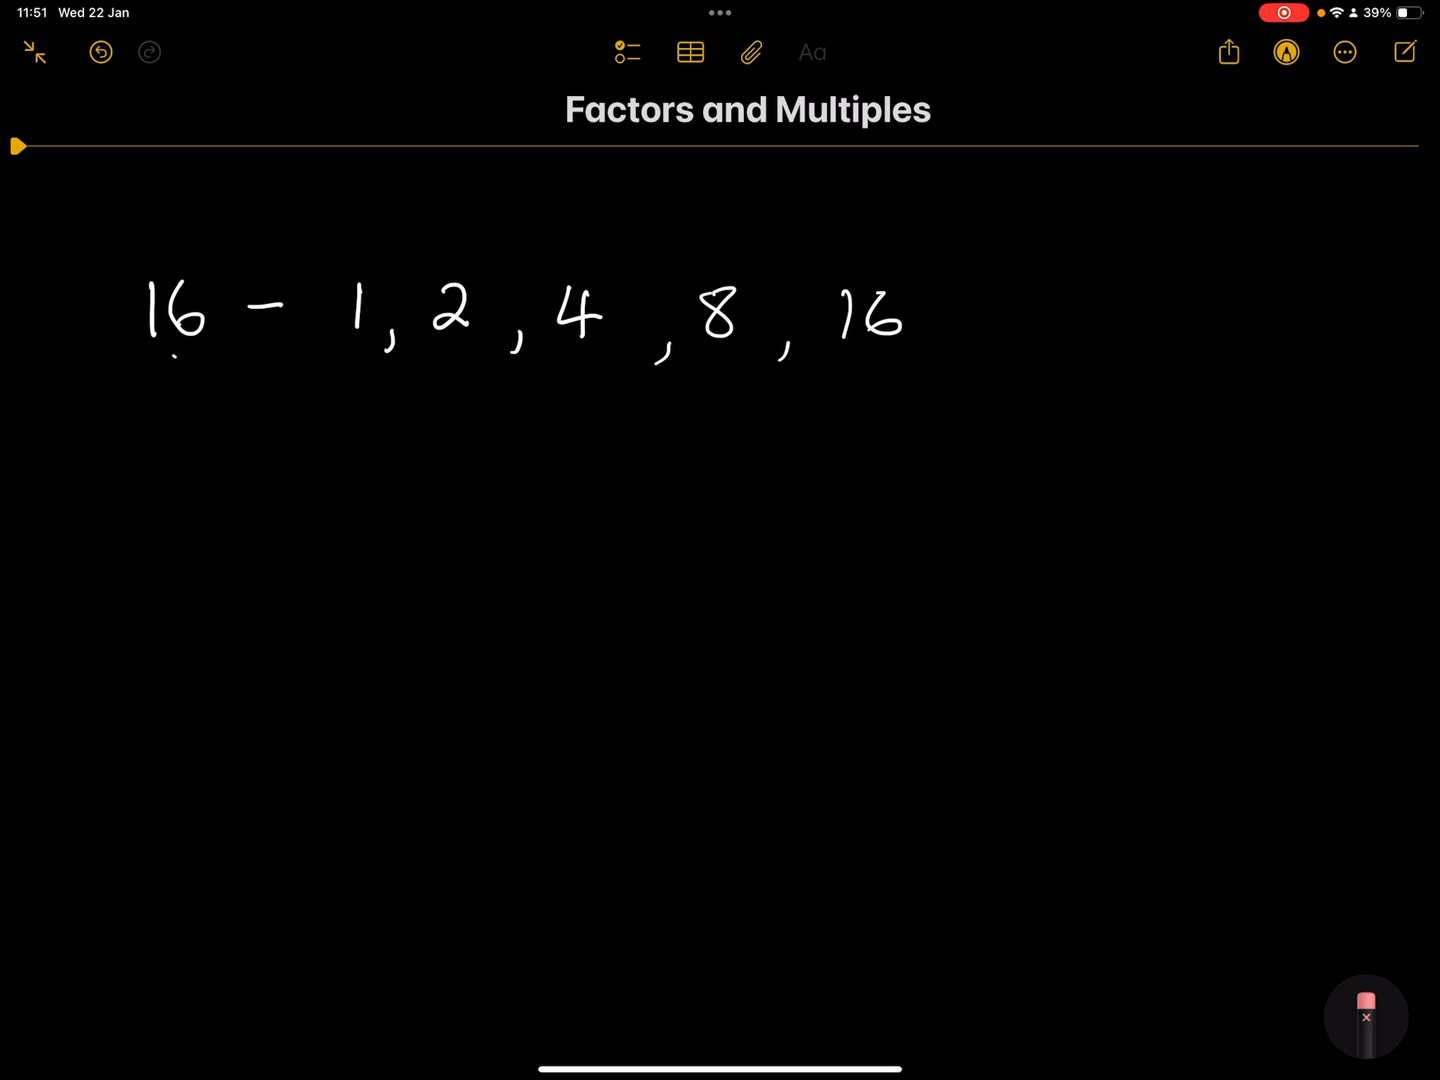 11:51 Wed 22 Jan 39%
Aa
Factors and Multiples
16 - 1, 2, 4, 8, 16